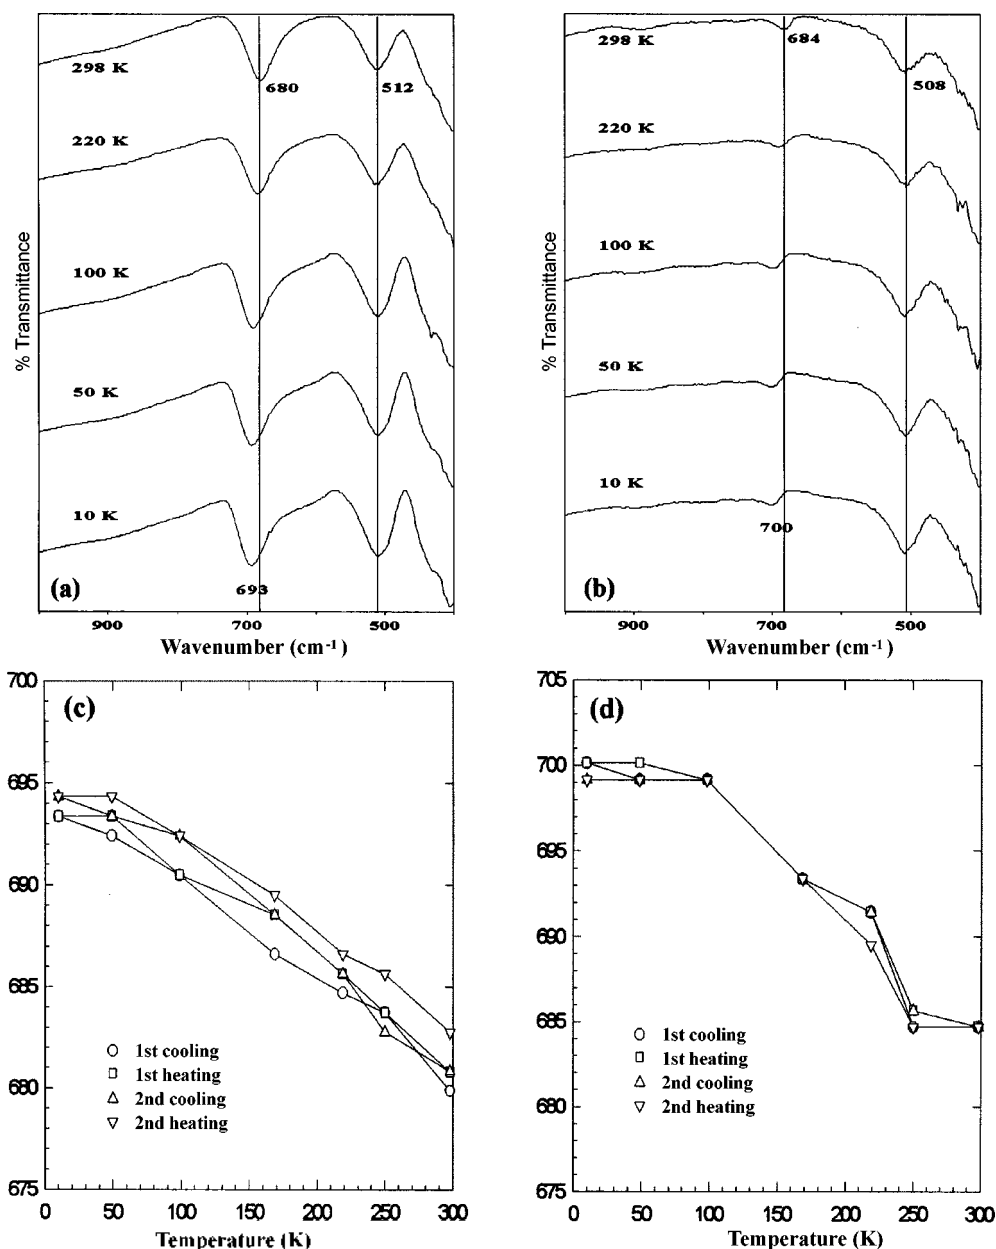 298 K
680
512
220 K
100 K
50 K
10 K
693
(a)
% Transmittance
900
700
500
Wavenumber (cm-1)
298 K
684
508
220 K
100 K
50 K
10 K
700
(b)
% Transmittance
900
700
500
Wavenumber (cm-1)
(c)
700
695
690
685
680
675
1st cooling
1st heating
2nd cooling
2nd heating
0 50 100 150 200 250 300
Temperature (K)
(d)
705
700
695
690
685
680
675
1st cooling
1st heating
2nd cooling
2nd heating
0 50 100 150 200 250 300
Temperature (K)